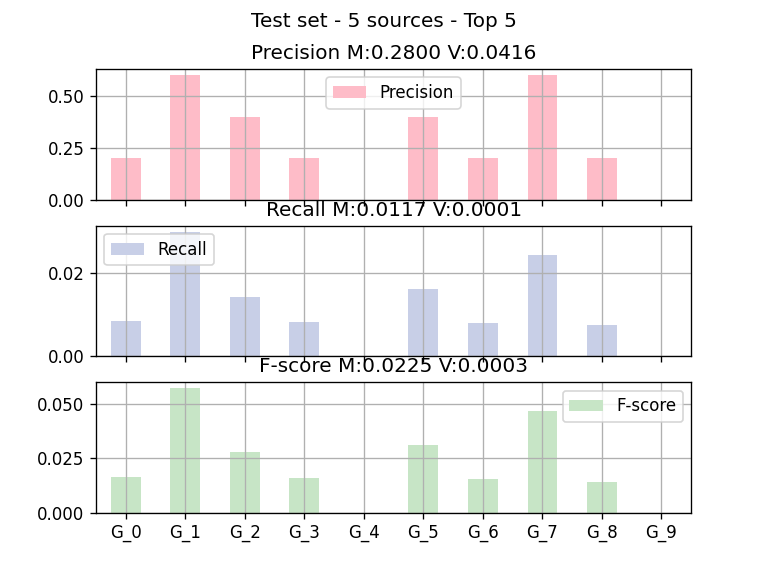 Test set - 5 sources - Top 5
Precision M:0.2800 V:0.0416
0.50
0.25
0.00
Precision
Recall M:0.0117 V:0.0001
0.02
0.00
Recall
F-score M:0.0225 V:0.0003
0.050
0.025
0.000
F-score
G_0 G_1 G_2 G_3 G_4 G_5 G_6 G_7 G_8 G_9